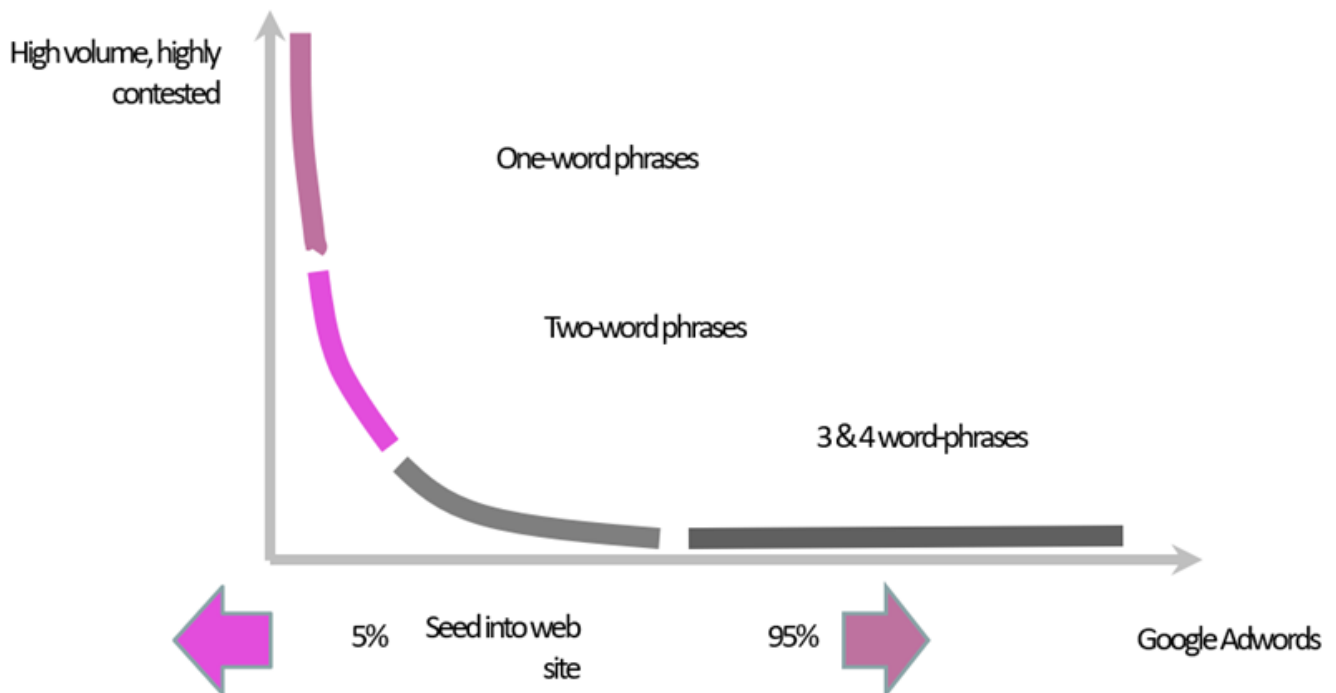 High volume, highly
contested
One-word phrases
Two-word phrases
3 & 4 word-phrases
5%
Seed into web
site
95%
Google Adwords